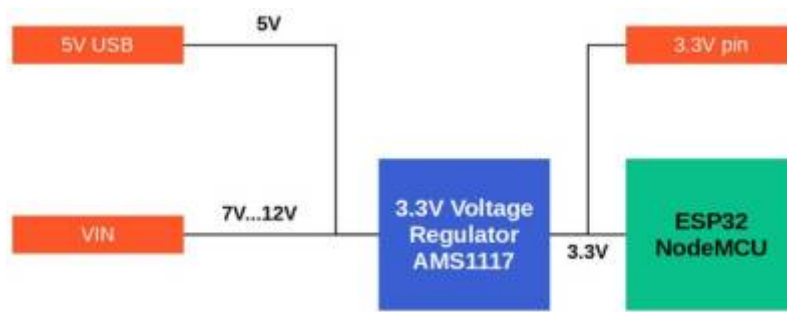 5V USB
5V
3.3V pin
VIN
7V...12V
3.3V Voltage
Regulator
AMS1117
3.3V
ESP32
NodeMCU